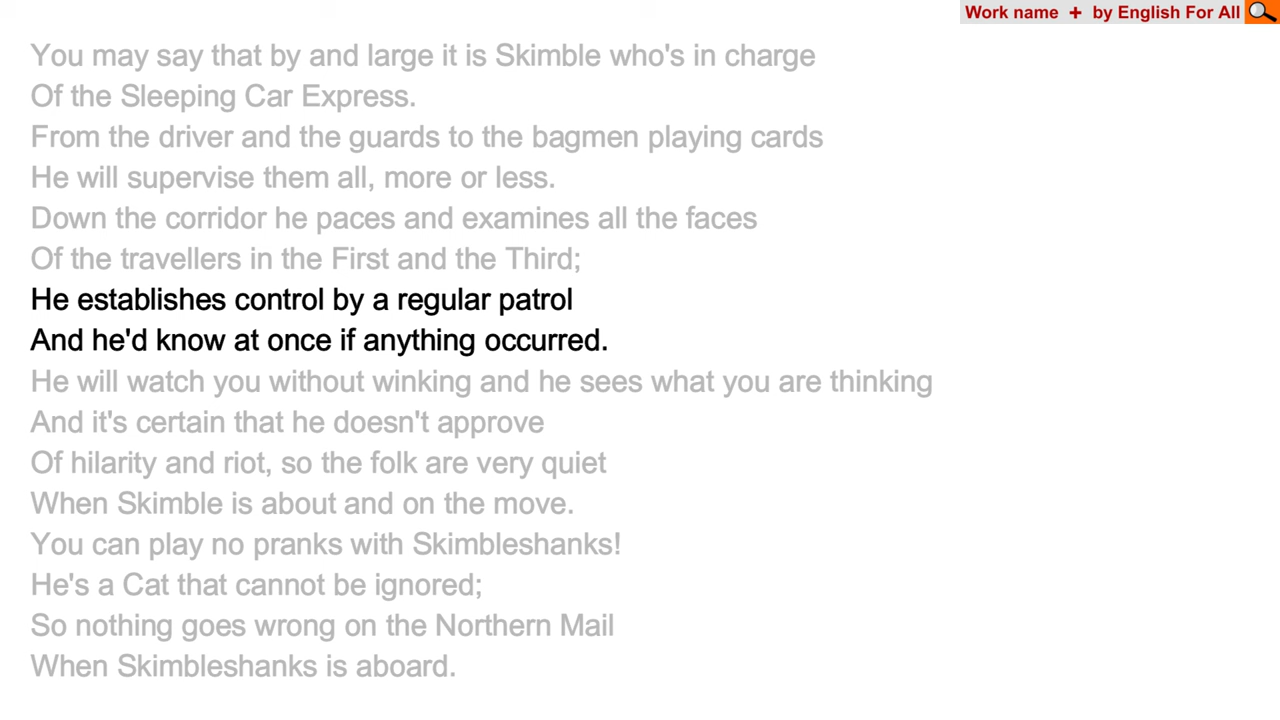 Work name + by English For All
You may say that by and large it is Skimble who's in charge
Of the Sleeping Car Express.
From the driver and the guards to the bagmen playing cards
He will supervise them all, more or less.
Down the corridor he paces and examines all the faces
Of the travellers in the First and the Third;
He establishes control by a regular patrol
And he'd know at once if anything occurred.
He will watch you without winking and he sees what you are thinking
And it's certain that he doesn't approve
Of hilarity and riot, so the folk are very quiet
When Skimble is about and on the move.
You can play no pranks with Skimbleshanks!
He's a Cat that cannot be ignored;
So nothing goes wrong on the Northern Mail
When Skimbleshanks is aboard.